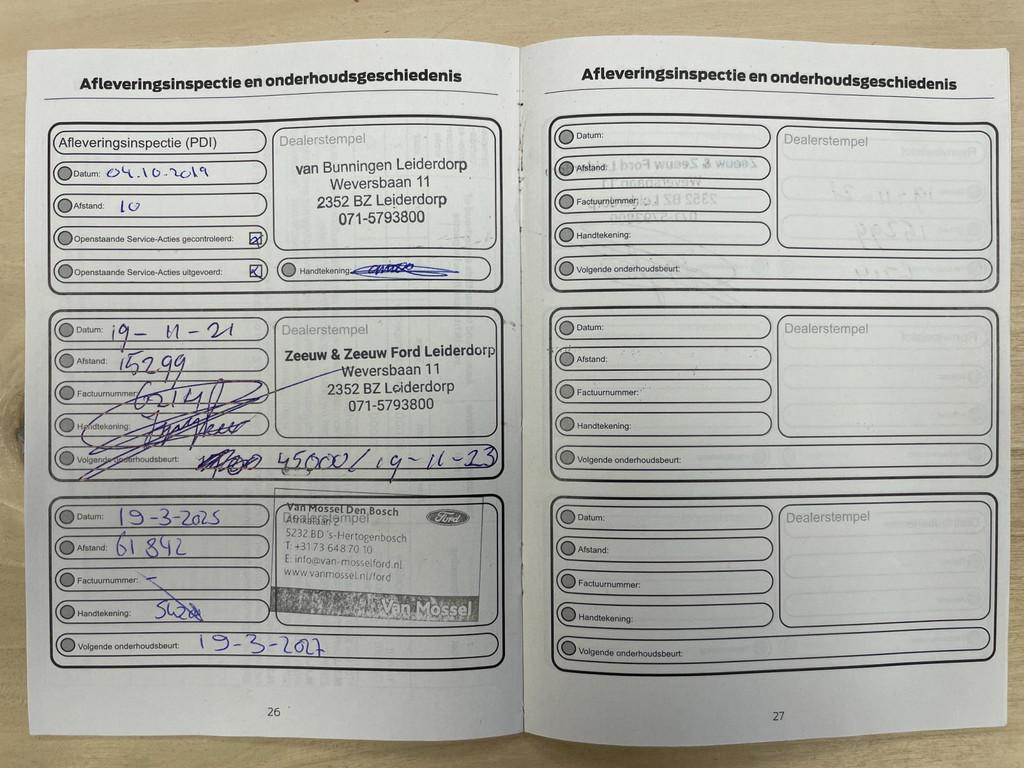 Afleveringsinspectie en onderhoudsgeschiedenis
Afleveringsinspectie (PDI)
Datum: 04.10.2019
Afstand: 10
Openstaande Service-Acties gecontroleerd:
Openstaande Service-Acties uitgevoerd:
Dealerstempel
van Bunningen Leiderdorp
Weversbaan 11
2352 BZ Leiderdorp
071-5793800
Handtekening:
Datum: 19-11-21
Afstand: 15299
Factuurnummer:
Handtekening:
Volgende onderhoudsbeurt: 45000/19-11-23
Dealerstempel
Zeeuw & Zeeuw Ford Leiderdorp
Weversbaan 11
2352 BZ Leiderdorp
071-5793800
Datum: 19-3-2025
Afstand: 61842
Factuurnummer: -
Handtekening:
Volgende onderhoudsbeurt: 19-3-2027
Dealerstempel
Van Mossel Den Bosch
Ford
5232 BD 's-Hertogenbosch
T: +31 73 648 70 10
E: info@van-mosselford.nl
www.vanmossel.nl/ford
Van Mossel
26
Afleveringsinspectie en onderhoudsgeschiedenis
Datum:
Afstand:
Factuurnummer:
Handtekening:
Volgende onderhoudsbeurt:
Dealerstempel
Datum:
Afstand:
Factuurnummer:
Handtekening:
Volgende onderhoudsbeurt:
Dealerstempel
Datum:
Afstand:
Factuurnummer:
Handtekening:
Volgende onderhoudsbeurt:
Dealerstempel
27